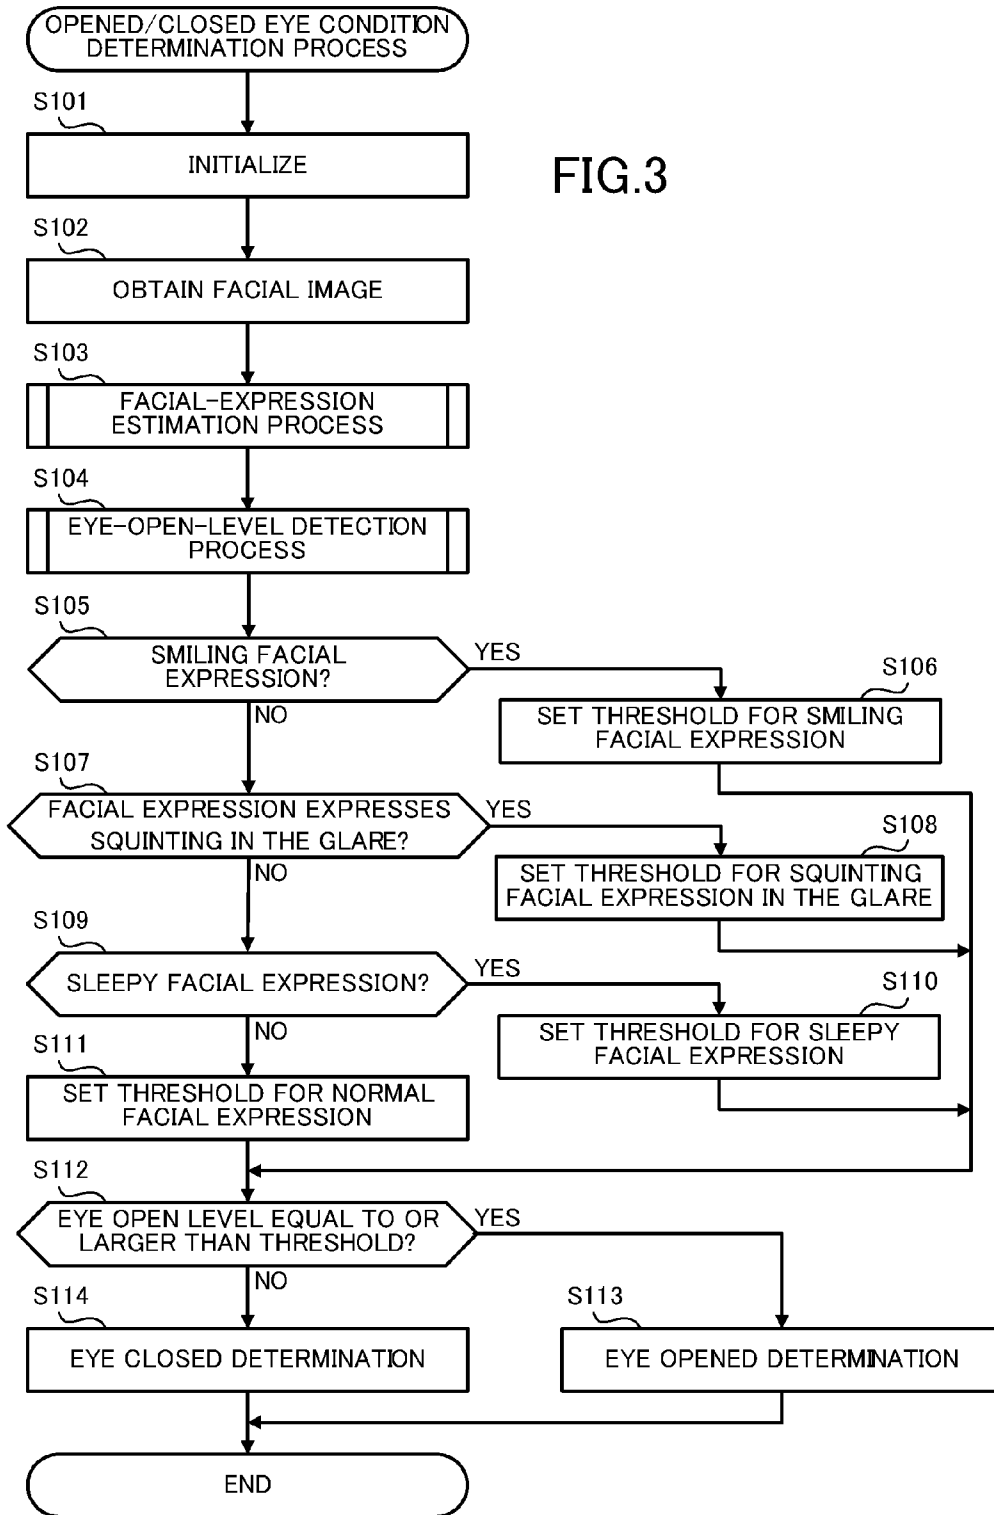 OPENED/CLOSED EYE CONDITION
DETERMINATION PROCESS
S101
INITIALIZE
FIG.3
S102
OBTAIN FACIAL IMAGE
S103
FACIAL-EXPRESSION
ESTIMATION PROCESS
S104
EYE-OPEN-LEVEL DETECTION
PROCESS
S105
SMILING FACIAL
EXPRESSION?
YES
NO
S106
SET THRESHOLD FOR SMILING
FACIAL EXPRESSION
S107
FACIAL EXPRESSION EXPRESSES
SQUINTING IN THE GLARE?
YES
NO
S108
SET THRESHOLD FOR SQUINTING
FACIAL EXPRESSION IN THE GLARE
S109
SLEEPY FACIAL EXPRESSION?
YES
NO
S110
SET THRESHOLD FOR SLEEPY
FACIAL EXPRESSION
S111
SET THRESHOLD FOR NORMAL
FACIAL EXPRESSION
S112
EYE OPEN LEVEL EQUAL TO OR
LARGER THAN THRESHOLD?
YES
NO
S114
EYE CLOSED DETERMINATION
S113
EYE OPENED DETERMINATION
END